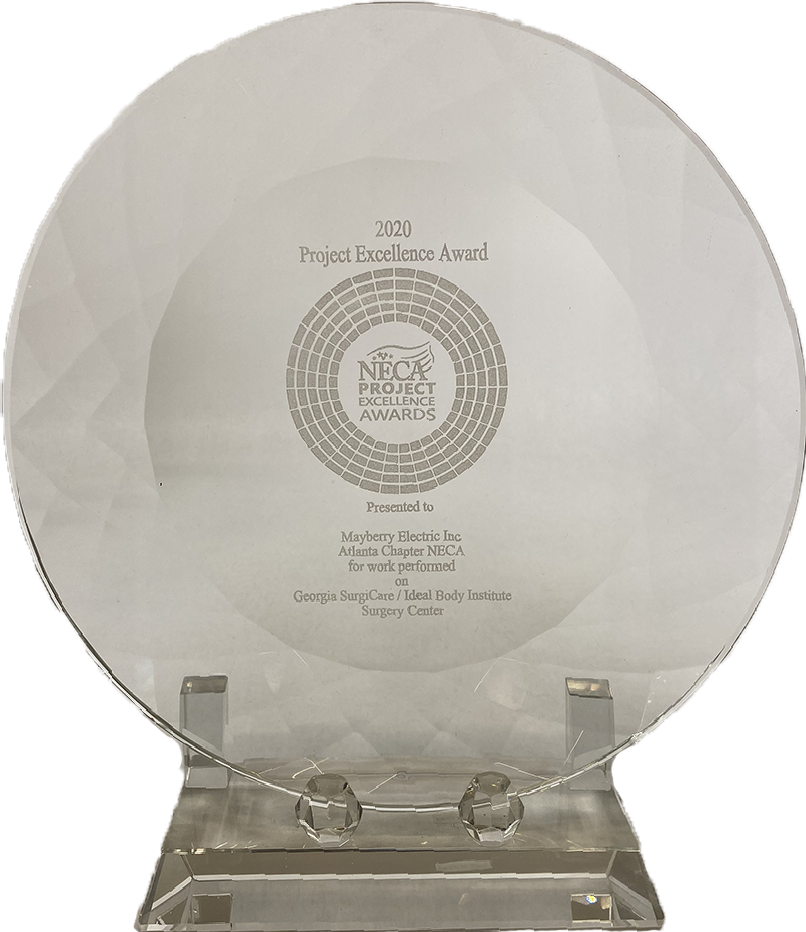 2020
Project Excellence Award
NECA
PROJECT
EXCELLENCE
AWARDS
Presented to
Mayberry Electric Inc
Atlanta Chapter NECA
for work performed
on
Georgia SurgiCare / Ideal Body Institute
Surgery Center